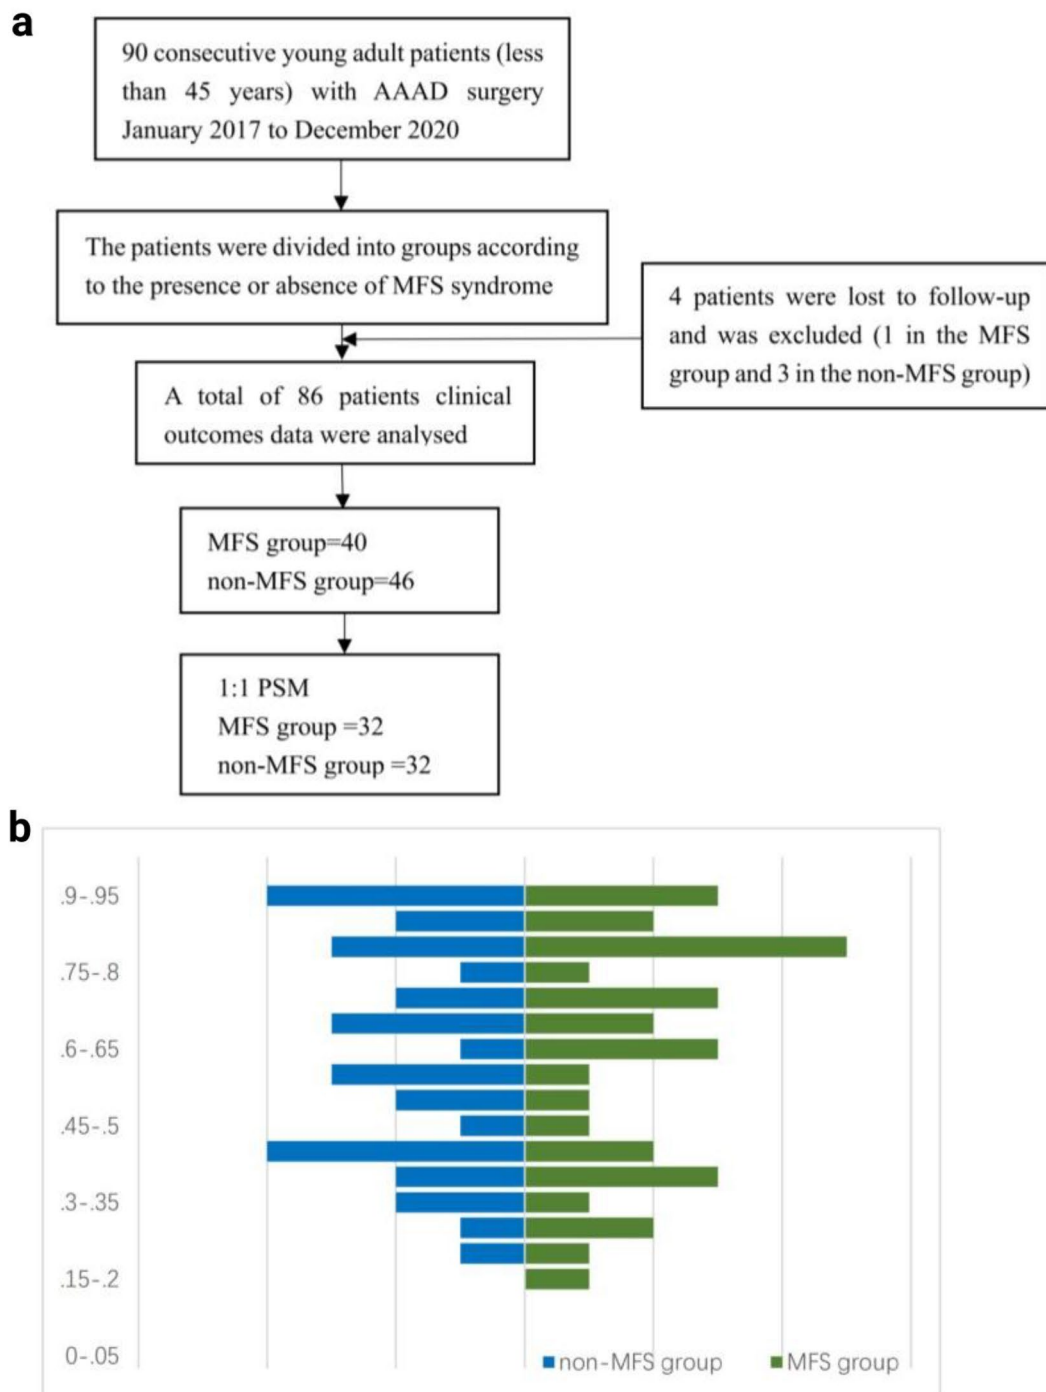 a
90 consecutive young adult patients (less
than 45 years) with AAAD surgery
January 2017 to December 2020
The patients were divided into groups according
to the presence or absence of MFS syndrome
4 patients were lost to follow-up
and was excluded (1 in the MFS
group and 3 in the non-MFS group)
A total of 86 patients clinical
outcomes data were analysed
MFS group=40
non-MFS group=46
1:1 PSM
MFS group =32
non-MFS group =32
b
.9-.95
.75-.8
.6-.65
.45-.5
.3-.35
.15-.2
0-.05
non-MFS group
MFS group